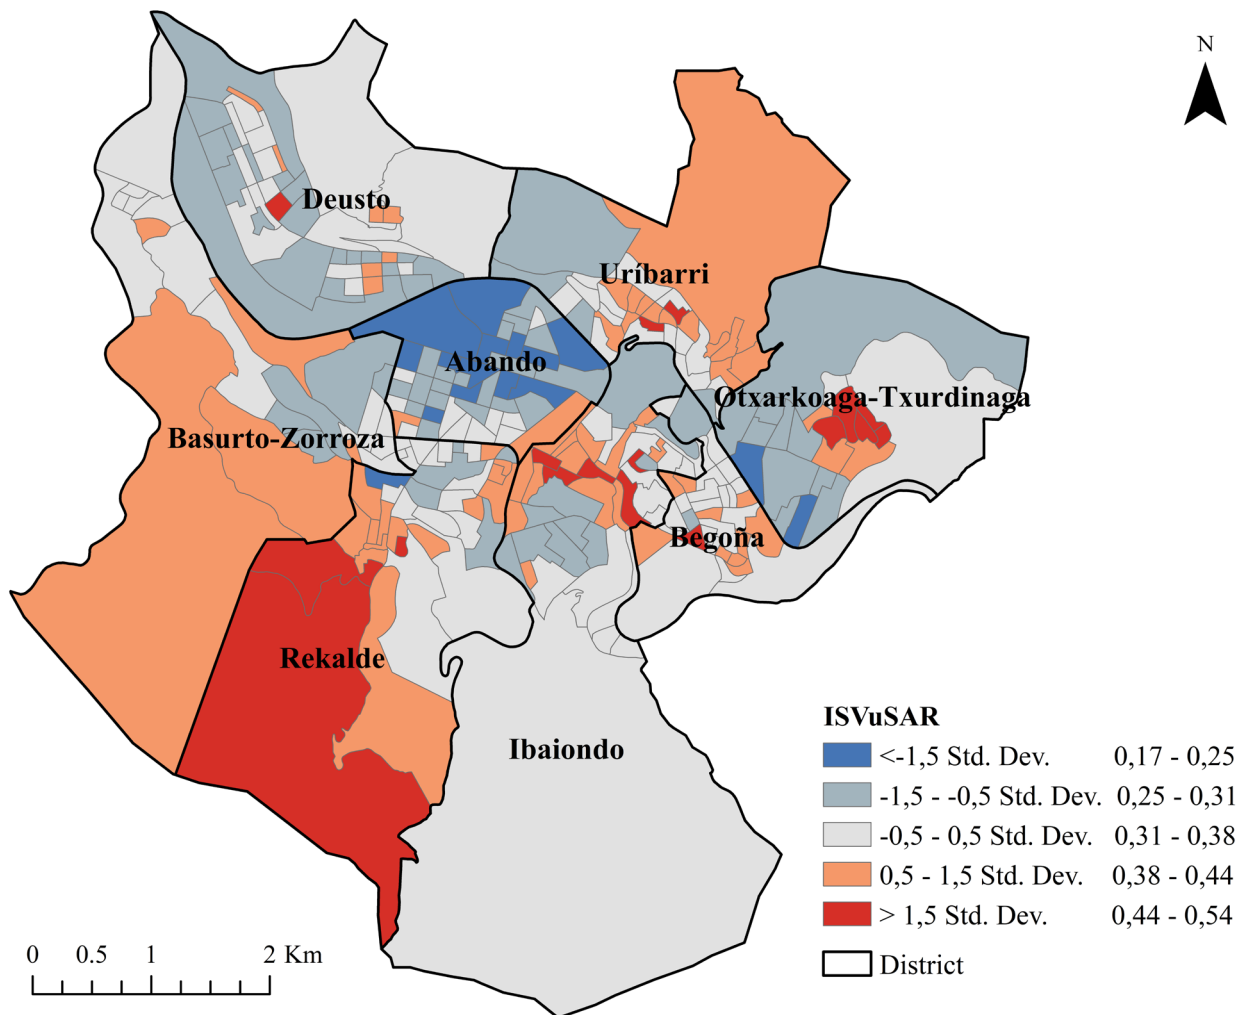 N
Deusto
Uríbarri
Abando
Otxarkoaga-Txurdinaga
Basurto-Zorroza
Begoña
Rekalde
Ibaiondo
ISVuSAR
<-1,5 Std. Dev. 0,17 - 0,25
-1,5 - -0,5 Std. Dev. 0,25 - 0,31
-0,5 - 0,5 Std. Dev. 0,31 - 0,38
0,5 - 1,5 Std. Dev. 0,38 - 0,44
> 1,5 Std. Dev. 0,44 - 0,54
District
0 0.5 1 2 Km